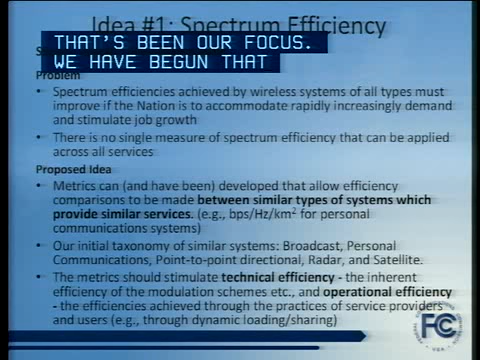 Idea #1: Spectrum Efficiency
THAT'S BEEN OUR FOCUS.
WE HAVE BEGUN THAT
Problem
• Spectrum efficiencies achieved by wireless systems of all types must
improve if the Nation is to accommodate rapidly increasingly demand
and stimulate job growth
• There is no single measure of spectrum efficiency that can be applied
across all services
Proposed Idea
• Metrics can (and have been) developed that allow efficiency
comparisons to be made between similar types of systems which
provide similar services. (e.g., bps/Hz/km² for personal
communications systems)
• Our initial taxonomy of similar systems: Broadcast, Personal
Communications, Point-to-point directional, Radar, and Satellite.
• The metrics should stimulate technical efficiency - the inherent
efficiency of the modulation schemes etc., and operational efficiency
- the efficiencies achieved through the practices of service providers
and users (e.g., through dynamic loading/sharing)
FC